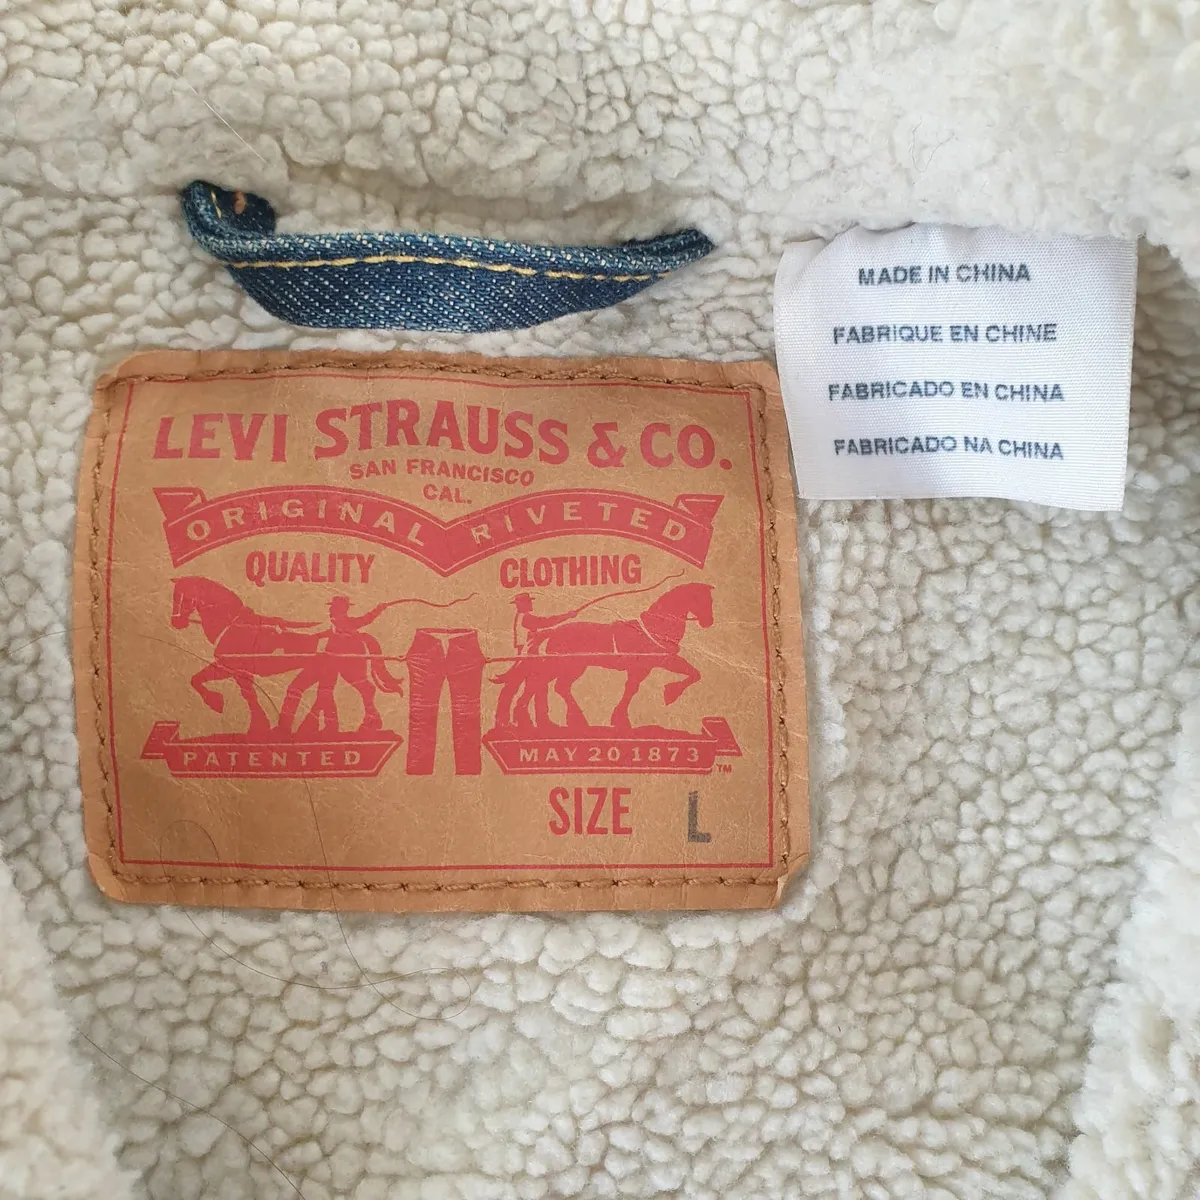 LEVI STRAUSS & CO.
SAN FRANCISCO
CAL.
ORIGINAL RIVETED
QUALITY CLOTHING
PATENTED MAY 20 1873 TM
SIZE L
MADE IN CHINA
FABRIQUE EN CHINE
FABRICADO EN CHINA
FABRICADO NA CHINA